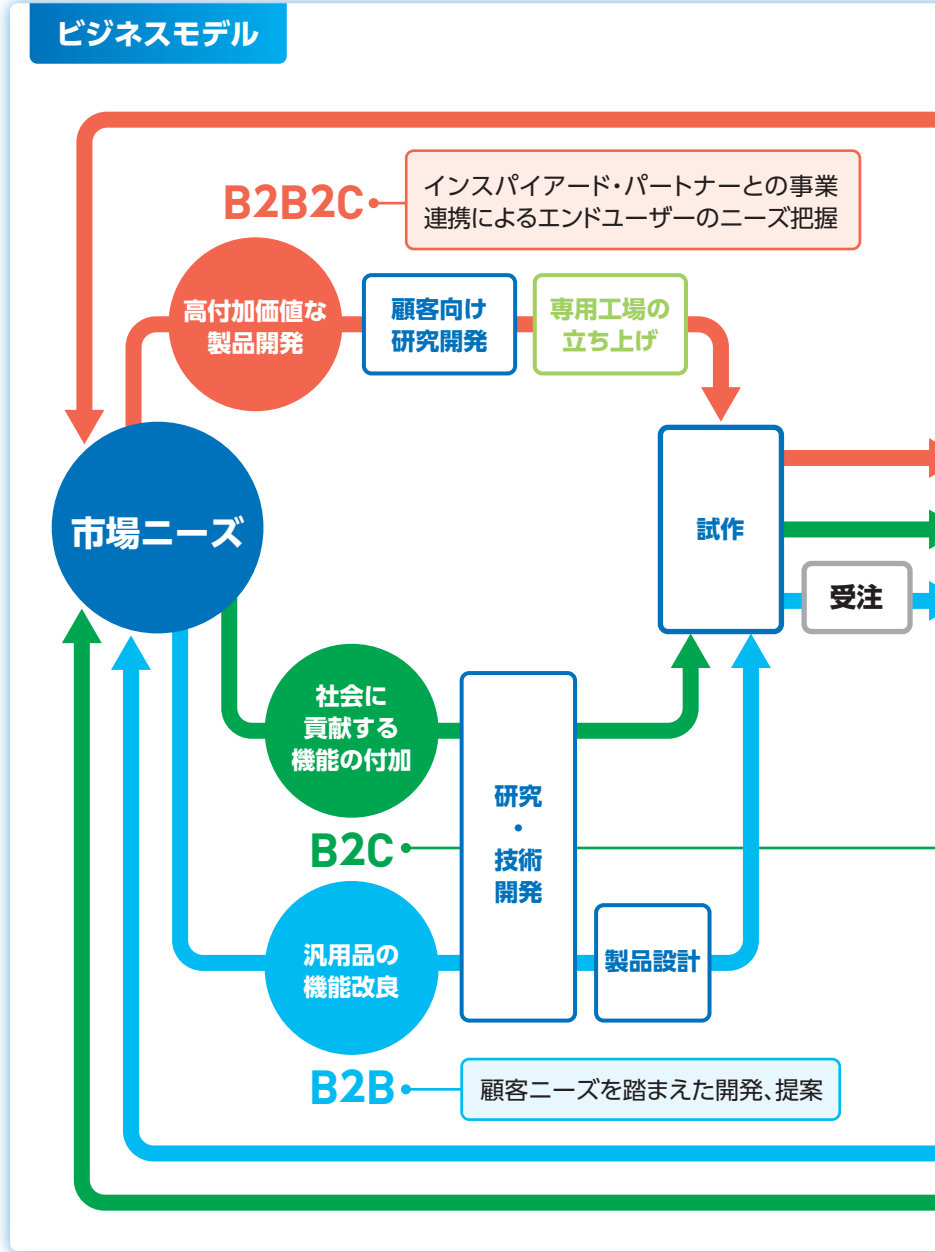 ビジネスモデル
B2B2C
インスパイアード・パートナーとの事業
連携によるエンドユーザーのニーズ把握
高付加価値な
製品開発
顧客向け
研究開発
専用工場の
立ち上げ
市場ニーズ
試作
受注
社会に
貢献する
機能の付加
研究
・
技術
開発
B2C
汎用品の
機能改良
製品設計
B2B
顧客ニーズを踏まえた開発、提案